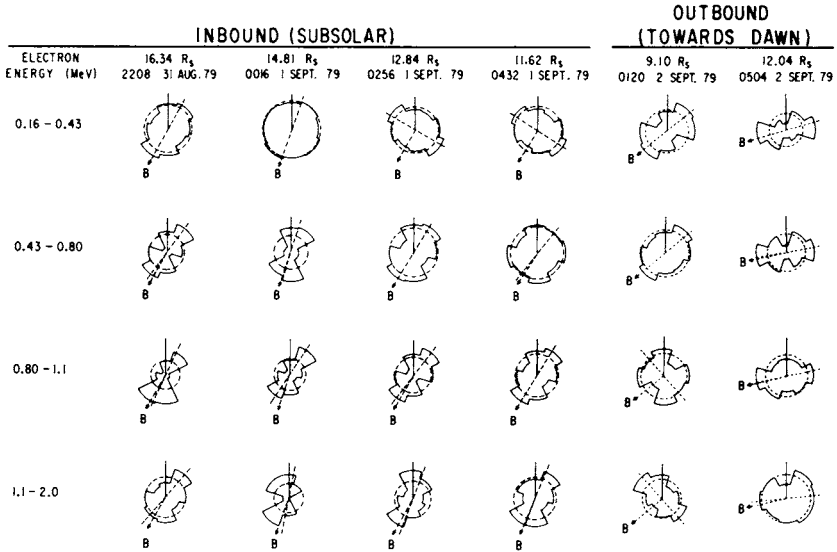 INBOUND (SUBSOLAR)
OUTBOUND
(TOWARDS DAWN)
ELECTRON
ENERGY (MeV)
16.34 Rs
2208 31 AUG. 79
14.81 Rs
0016 1 SEPT. 79
12.84 Rs
0256 1 SEPT. 79
11.62 Rs
0432 1 SEPT. 79
9.10 Rs
0120 2 SEPT. 79
12.04 Rs
0504 2 SEPT. 79
0.16 - 0.43
B B B B B B
0.43 - 0.80
B B B B B B
0.80 - 1.1
B B B B B B
1.1 - 2.0
B B B B B B